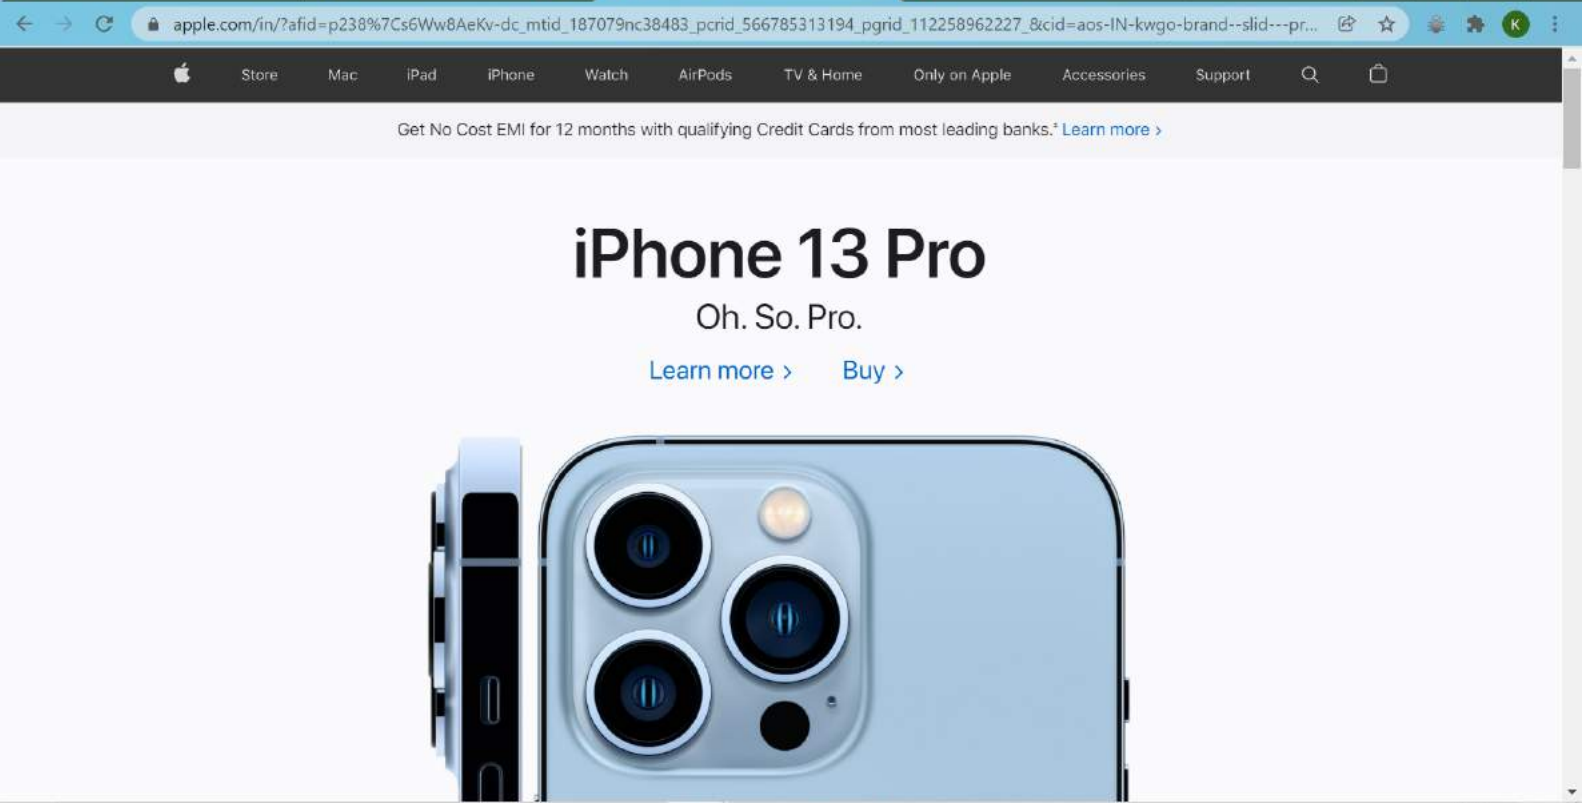 apple.com/in/?afid=p238%7Cs6Ww8AeKv-dc_mtid_187079nc38483_pcrid_566785313194_pgrid_112258962227_&cid=aos-IN-kwgo-brand--slid---pr...
K
Store Mac iPad iPhone Watch AirPods TV & Home Only on Apple Accessories Support
Get No Cost EMI for 12 months with qualifying Credit Cards from most leading banks.‡ Learn more >
iPhone 13 Pro
Oh. So. Pro.
Learn more > Buy >